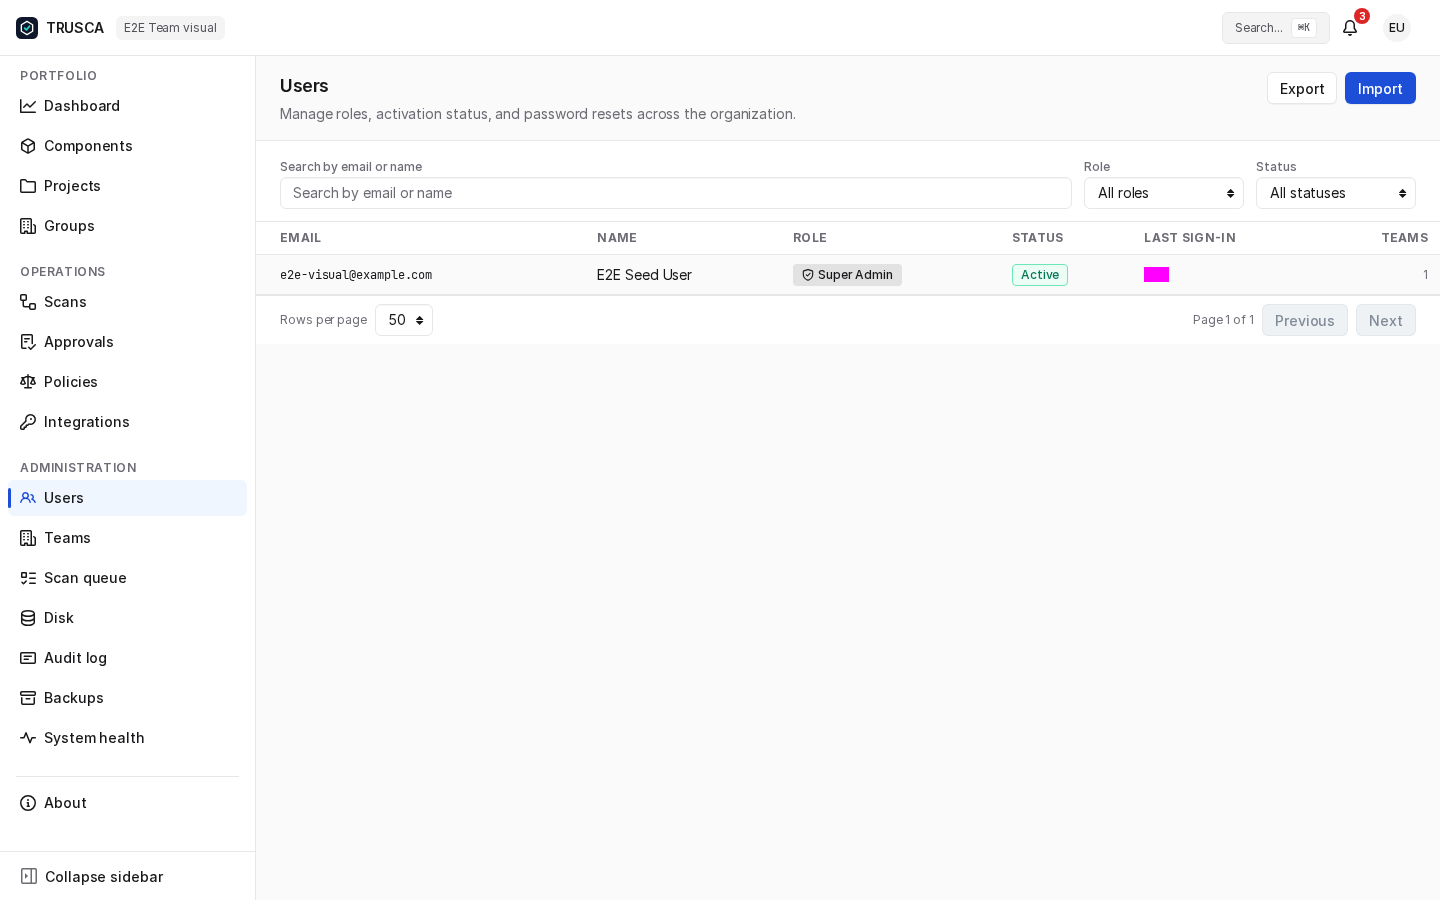 TRUSCA
E2E Team visual
Search...
⌘K
3
EU
PORTFOLIO
Dashboard
Components
Projects
Groups
OPERATIONS
Scans
Approvals
Policies
Integrations
ADMINISTRATION
Users
Teams
Scan queue
Disk
Audit log
Backups
System health
About
Collapse sidebar
Users
Manage roles, activation status, and password resets across the organization.
Export
Import
Search by email or name
Search by email or name
Role
All roles
Status
All statuses
EMAIL NAME ROLE STATUS LAST SIGN-IN TEAMS
e2e-visual@example.com E2E Seed User Super Admin Active 1
Rows per page 50
Page 1 of 1 Previous Next